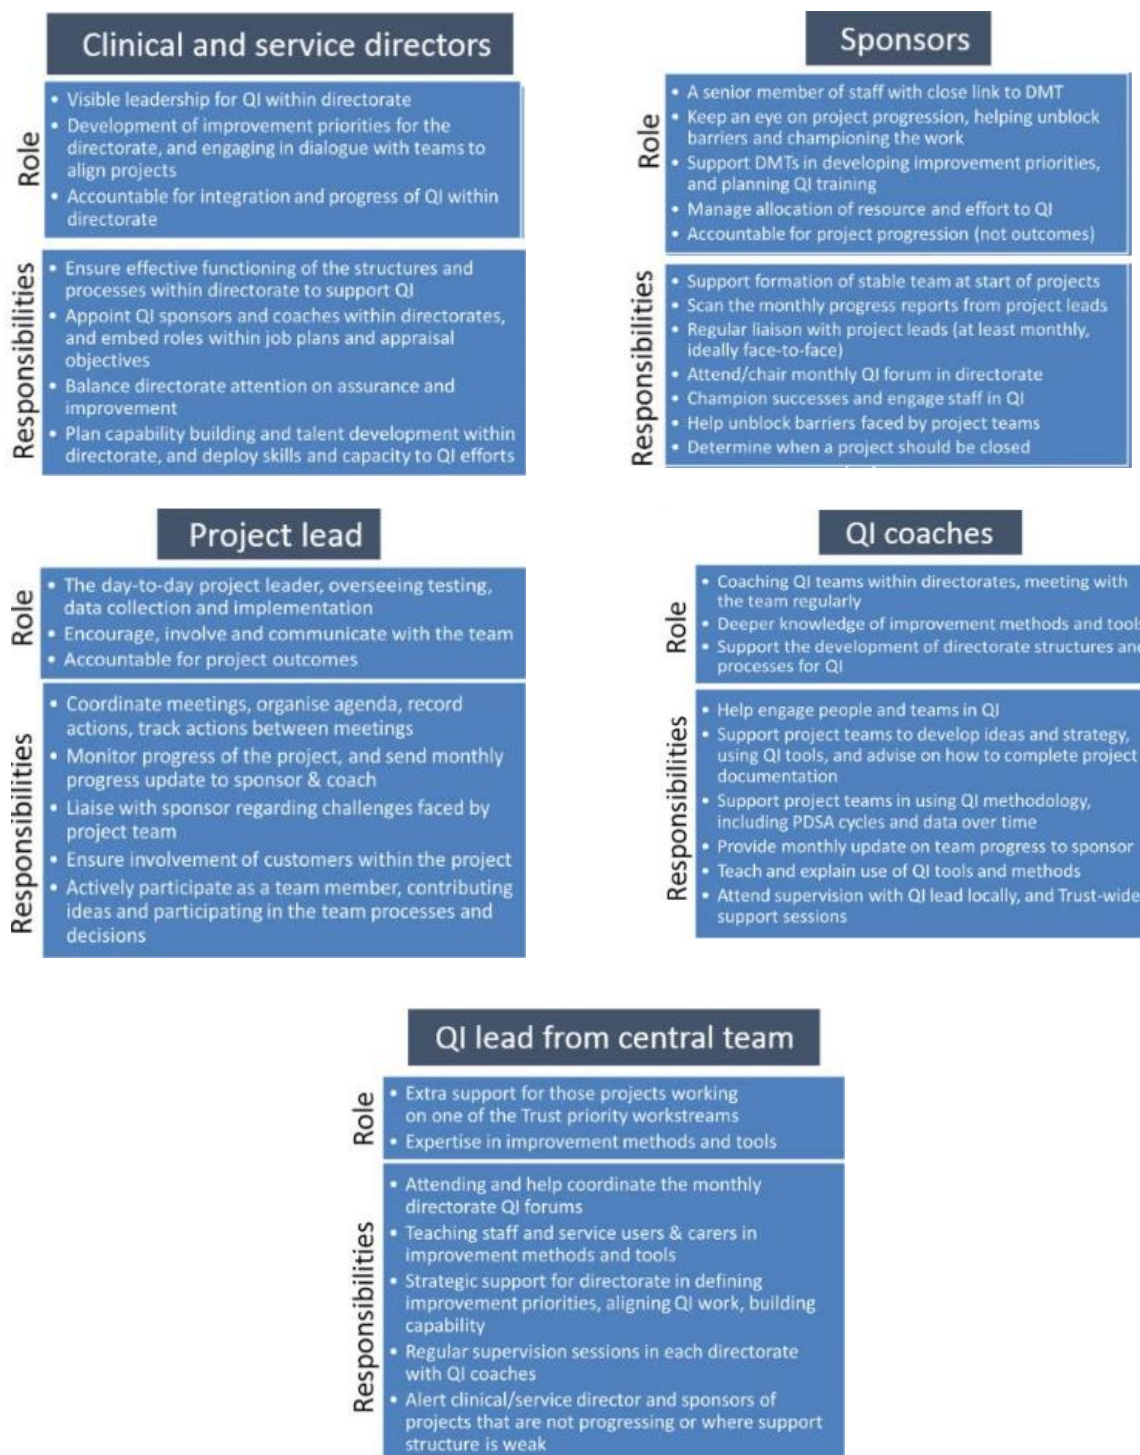 Clinical and service directors
Role
• Visible leadership for QI within directorate
• Development of improvement priorities for the
directorate, and engaging in dialogue with teams to
align projects
• Accountable for integration and progress of QI within
directorate
Responsibilities
• Ensure effective functioning of the structures and
processes within directorate to support QI
• Appoint QI sponsors and coaches within directorates,
and embed roles within job plans and appraisal
objectives
• Balance directorate attention on assurance and
improvement
• Plan capability building and talent development within
directorate, and deploy skills and capacity to QI efforts
Sponsors
Role
• A senior member of staff with close link to DMT
• Keep an eye on project progression, helping unblock
barriers and championing the work
• Support DMTs in developing improvement priorities,
and planning QI training
• Manage allocation of resource and effort to QI
• Accountable for project progression (not outcomes)
Responsibilities
• Support formation of stable team at start of projects
• Scan the monthly progress reports from project leads
• Regular liaison with project leads (at least monthly,
ideally face-to-face)
• Attend/chair monthly QI forum in directorate
• Champion successes and engage staff in QI
• Help unblock barriers faced by project teams
• Determine when a project should be closed
Project lead
Role
• The day-to-day project leader, overseeing testing,
data collection and implementation
• Encourage, involve and communicate with the team
• Accountable for project outcomes
Responsibilities
• Coordinate meetings, organise agenda, record
actions, track actions between meetings
• Monitor progress of the project, and send monthly
progress update to sponsor & coach
• Liaise with sponsor regarding challenges faced by
project team
• Ensure involvement of customers within the project
• Actively participate as a team member, contributing
ideas and participating in the team processes and
decisions
QI coaches
Role
• Coaching QI teams within directorates, meeting with
the team regularly
• Deeper knowledge of improvement methods and tools
• Support the development of directorate structures and
processes for QI
Responsibilities
• Help engage people and teams in QI
• Support project teams to develop ideas and strategy,
using QI tools, and advise on how to complete project
documentation
• Support project teams in using QI methodology,
including PDSA cycles and data over time
• Provide monthly update on team progress to sponsor
• Teach and explain use of QI tools and methods
• Attend supervision with QI lead locally, and Trust-wide
support sessions
QI lead from central team
Role
• Extra support for those projects working
on one of the Trust priority workstreams
• Expertise in improvement methods and tools
Responsibilities
• Attending and help coordinate the monthly
directorate QI forums
• Teaching staff and service users & carers in
improvement methods and tools
• Strategic support for directorate in defining
improvement priorities, aligning QI work, building
capability
• Regular supervision sessions in each directorate
with QI coaches
• Alert clinical/service director and sponsors of
projects that are not progressing or where support
structure is weak